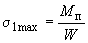 σ₁max = Mп / W